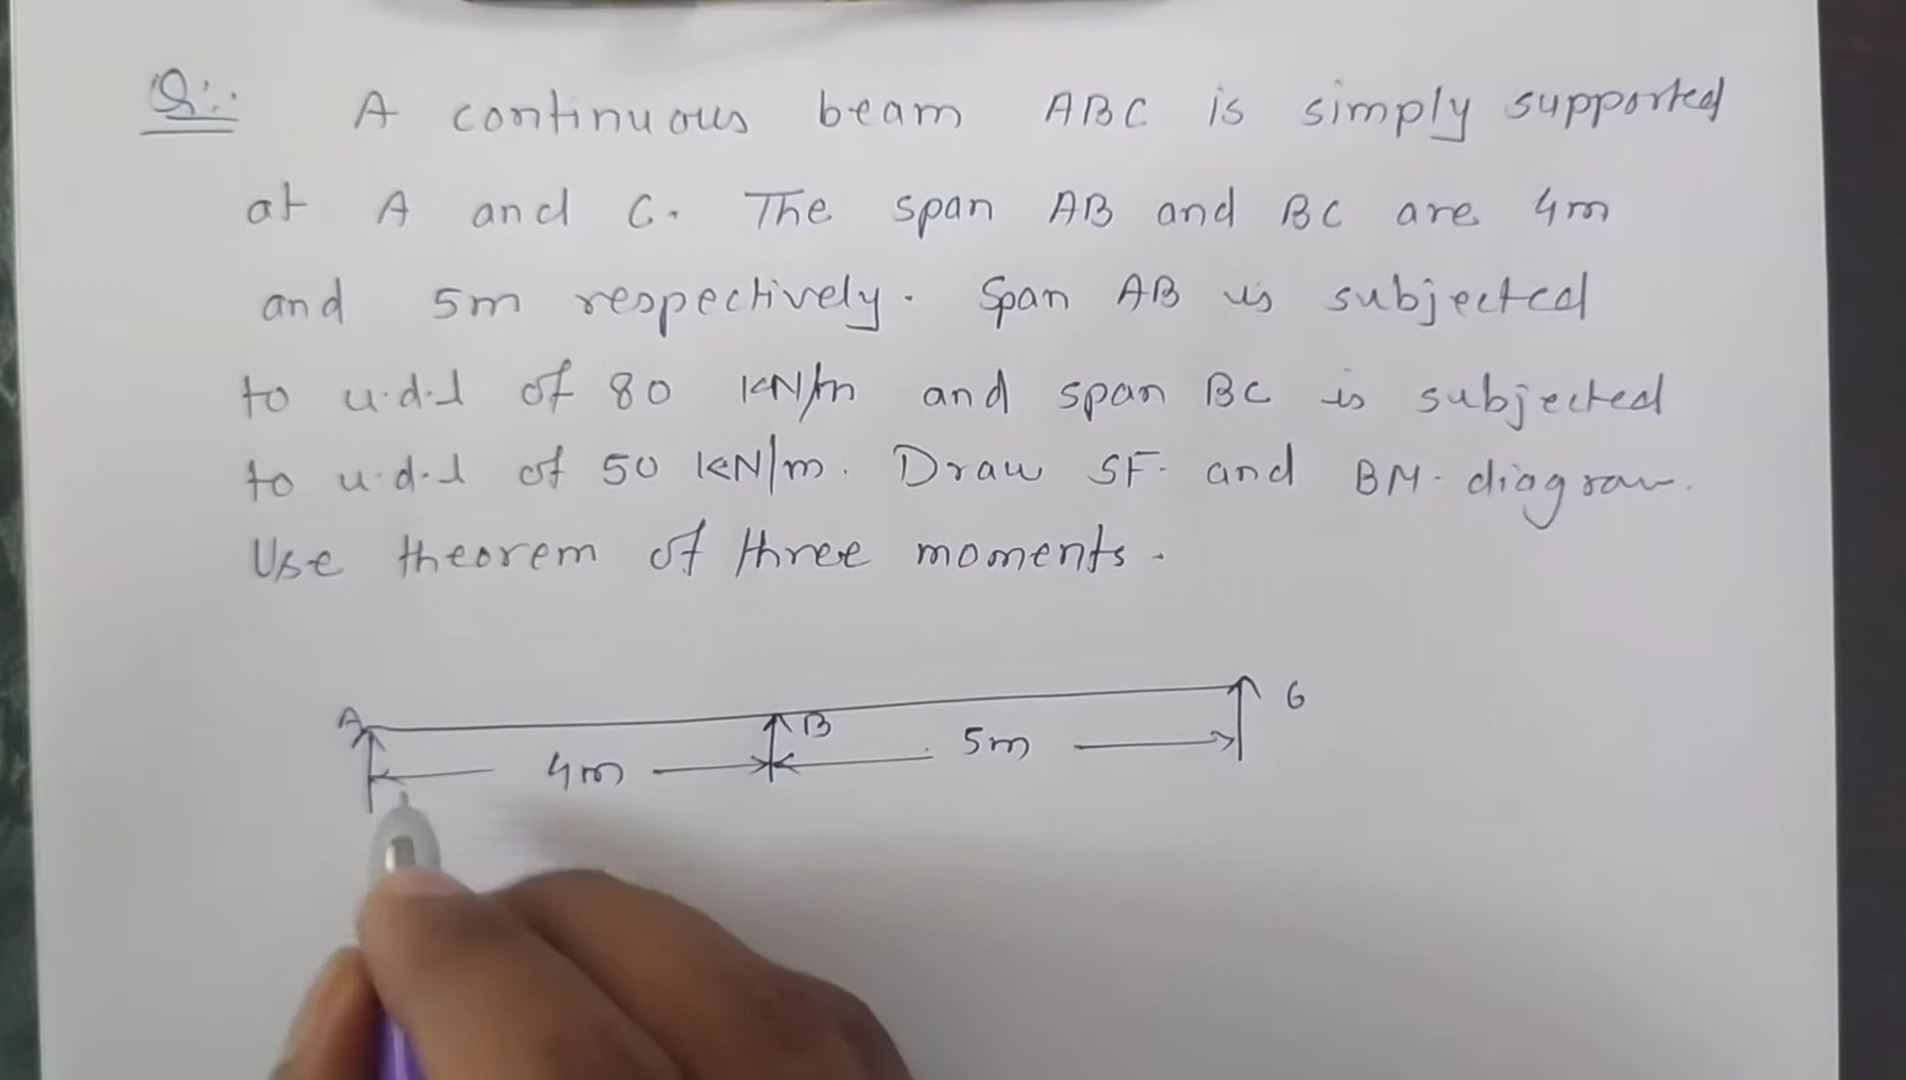 Q:- A continuous beam ABC is simply supported
at A and C. The span AB and BC are 4m
and 5m respectively. Span AB is subjected
to u.d.l of 80 kN/m and span BC is subjected
to u.d.l of 50 kN/m. Draw SF. and BM. diagram.
Use theorem of three moments.
A B C
4m 5m